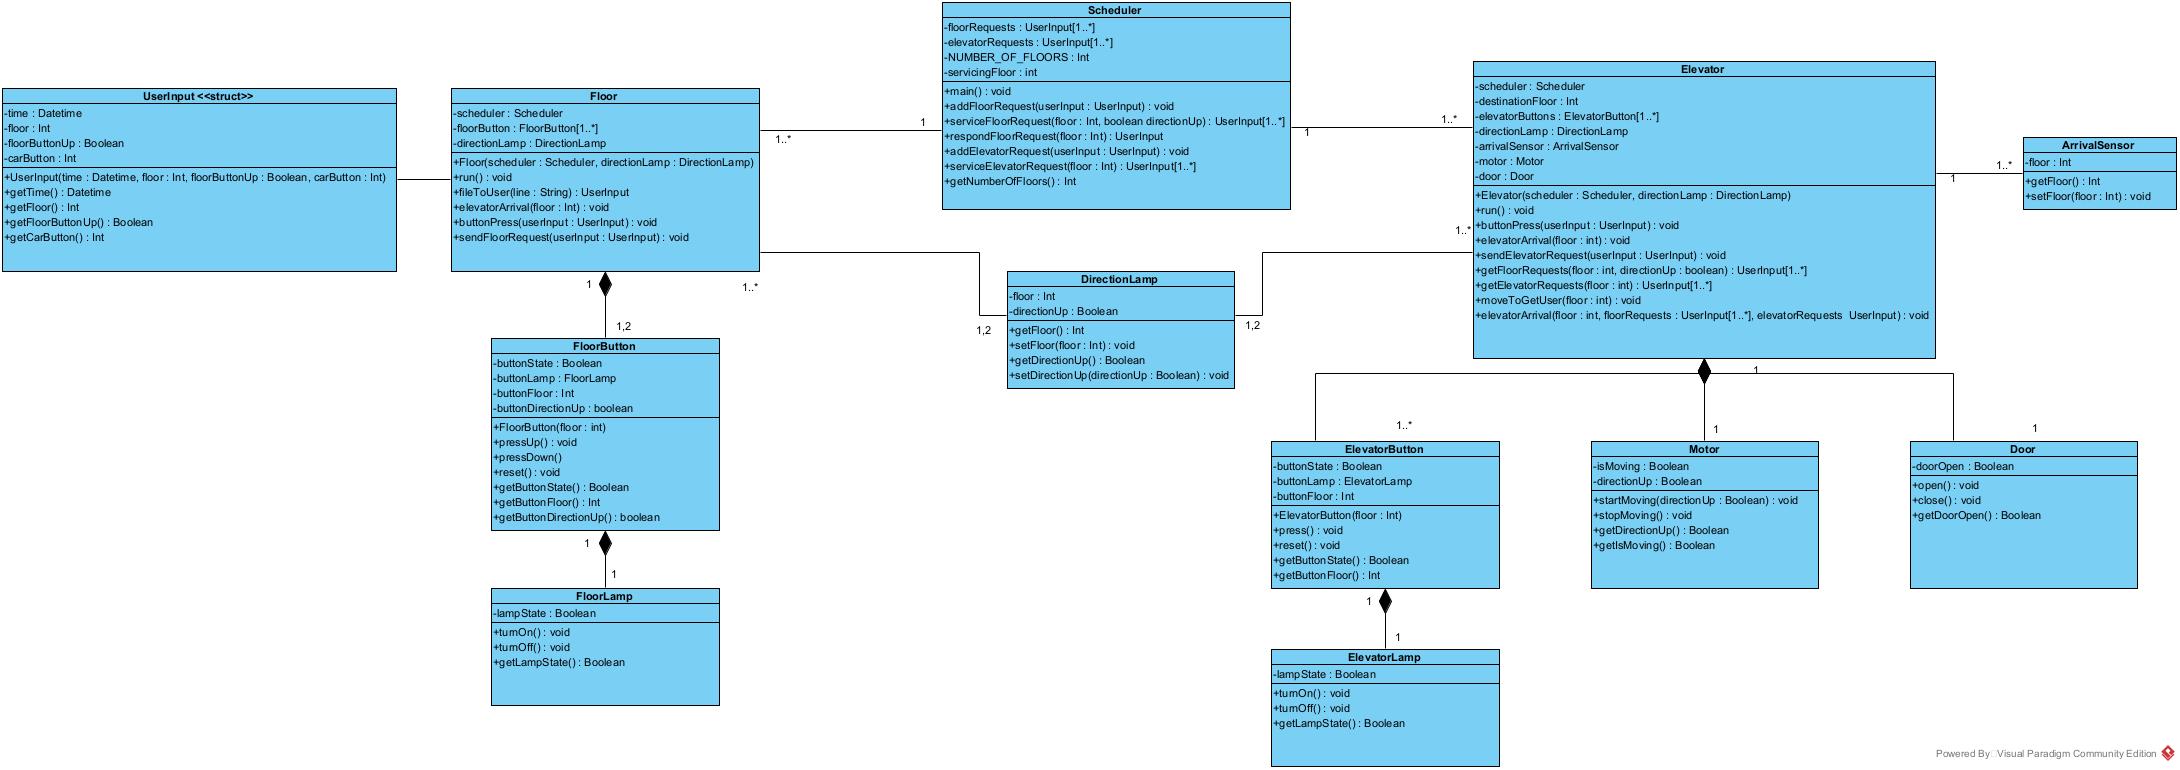 Scheduler
-floorRequests : UserInput[1..*]
-elevatorRequests : UserInput[1..*]
-NUMBER_OF_FLOORS : Int
-servicingFloor : int
+main() : void
+addFloorRequest(userInput : UserInput) : void
+serviceFloorRequest(floor : Int, boolean directionUp) : UserInput[1..*]
+respondFloorRequest(floor : Int) : UserInput
+addElevatorRequest(userInput : UserInput) : void
+serviceElevatorRequest(floor : Int) : UserInput[1..*]
+getNumberOfFloors() : Int
UserInput <<struct>>
-time : Datetime
-floor : Int
-floorButtonUp : Boolean
-carButton : Int
+UserInput(time : Datetime, floor : Int, floorButtonUp : Boolean, carButton : Int)
+getTime() : Datetime
+getFloor() : Int
+getFloorButtonUp() : Boolean
+getCarButton() : Int
Floor
-scheduler : Scheduler
-floorButton : FloorButton[1..*]
-directionLamp : DirectionLamp
+Floor(scheduler : Scheduler, directionLamp : DirectionLamp)
+run() : void
+fileToUser(line : String) : UserInput
+elevatorArrival(floor : Int) : void
+buttonPress(userInput : UserInput) : void
+sendFloorRequest(userInput : UserInput) : void
1..*
1
1
1..*
Elevator
-scheduler : Scheduler
-destinationFloor : Int
-elevatorButtons : ElevatorButton[1..*]
-directionLamp : DirectionLamp
-arrivalSensor : ArrivalSensor
-motor : Motor
-door : Door
+Elevator(scheduler : Scheduler, directionLamp : DirectionLamp)
+run() : void
+buttonPress(userInput : UserInput) : void
+elevatorArrival(floor : int) : void
+sendElevatorRequest(userInput : UserInput) : void
+getFloorRequests(floor : int, directionUp : boolean) : UserInput[1..*]
+getElevatorRequests(floor : int) : UserInput[1..*]
+moveToGetUser(floor : int) : void
+elevatorArrival(floor : int, floorRequests : UserInput[1..*], elevatorRequests  UserInput) : void
1
1..*
ArrivalSensor
-floor : Int
+getFloor() : Int
+setFloor(floor : Int) : void
1..*
1,2
1,2
1..*
DirectionLamp
-floor : Int
-directionUp : Boolean
+getFloor() : Int
+setFloor(floor : Int) : void
+getDirectionUp() : Boolean
+setDirectionUp(directionUp : Boolean) : void
1
1,2
FloorButton
-buttonState : Boolean
-buttonLamp : FloorLamp
-buttonFloor : Int
-buttonDirectionUp : boolean
+FloorButton(floor : int)
+pressUp() : void
+pressDown()
+reset() : void
+getButtonState() : Boolean
+getButtonFloor() : Int
+getButtonDirectionUp() : boolean
1
1
FloorLamp
-lampState : Boolean
+turnOn() : void
+turnOff() : void
+getLampState() : Boolean
1
1..*
1
1
ElevatorButton
-buttonState : Boolean
-buttonLamp : ElevatorLamp
-buttonFloor : Int
+ElevatorButton(floor : Int)
+press() : void
+reset() : void
+getButtonState() : Boolean
+getButtonFloor() : Int
Motor
-isMoving : Boolean
-directionUp : Boolean
+startMoving(directionUp : Boolean) : void
+stopMoving() : void
+getDirectionUp() : Boolean
+getIsMoving() : Boolean
Door
-doorOpen : Boolean
+open() : void
+close() : void
+getDoorOpen() : Boolean
1
1
ElevatorLamp
-lampState : Boolean
+turnOn() : void
+turnOff() : void
+getLampState() : Boolean
Powered By Visual Paradigm Community Edition